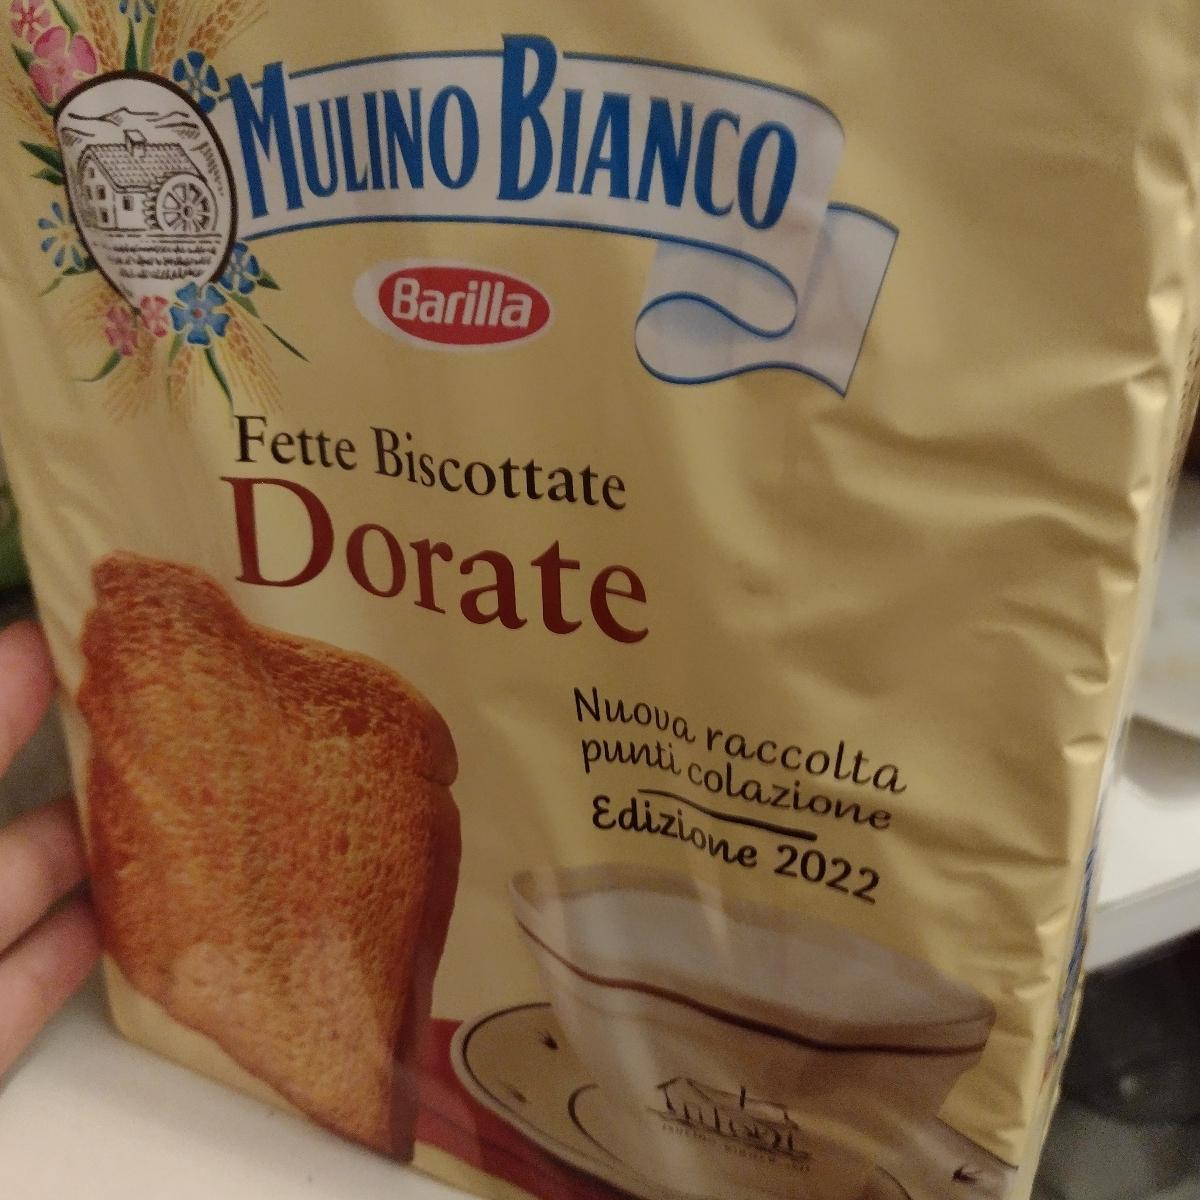 MULINO BIANCO
Barilla
Fette Biscottate
Dorate
Nuova raccolta
punti colazione
Edizione 2022